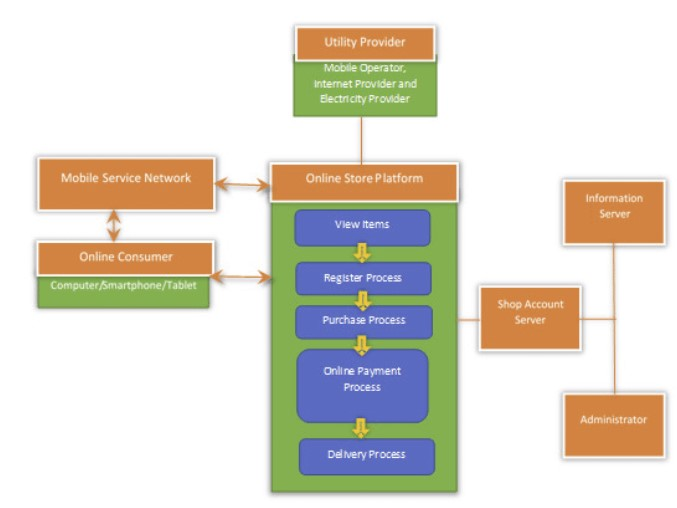 Utility Provider
Mobile Operator,
Internet Provider and
Electricity Provider
Mobile Service Network
Online Store Platform
Online Consumer
Computer/Smartphone/Tablet
View Items
Register Process
Purchase Process
Online Payment
Process
Delivery Process
Shop Account
Server
Information
Server
Administrator